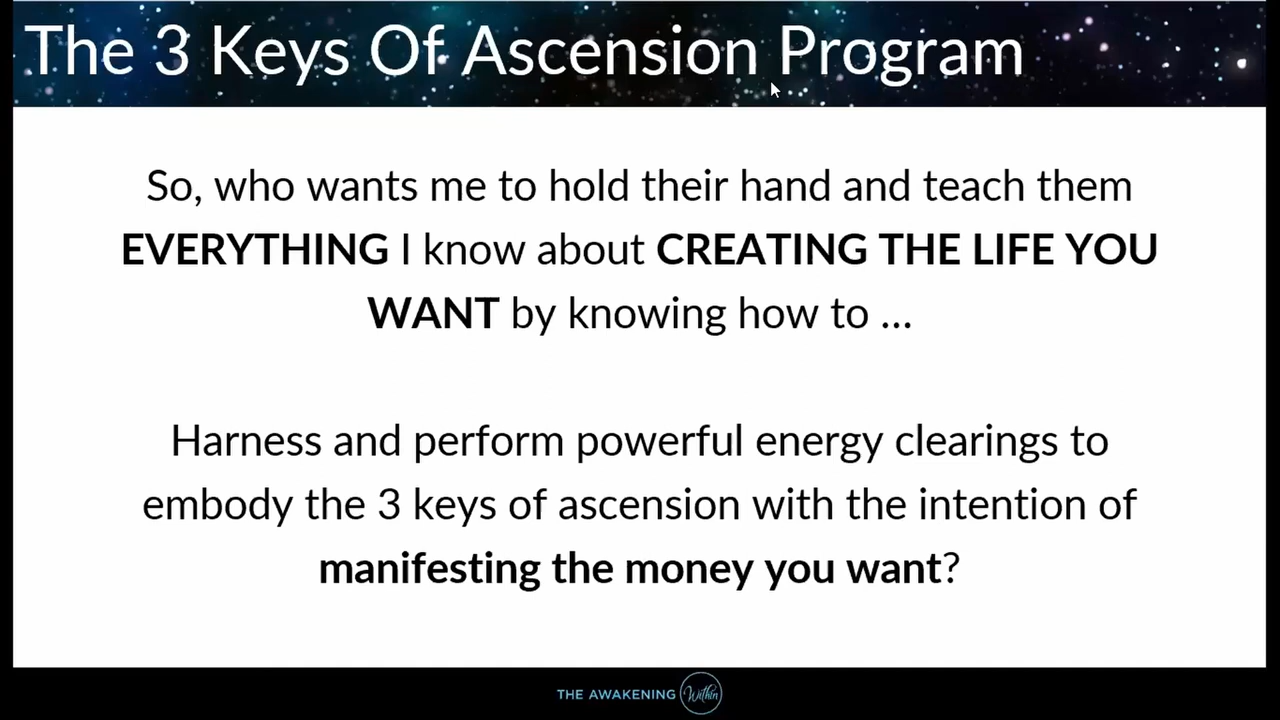 The 3 Keys Of Ascension Program
So, who wants me to hold their hand and teach them
EVERYTHING I know about CREATING THE LIFE YOU
WANT by knowing how to ...
Harness and perform powerful energy clearings to
embody the 3 keys of ascension with the intention of
manifesting the money you want?
THE AWAKENING Within